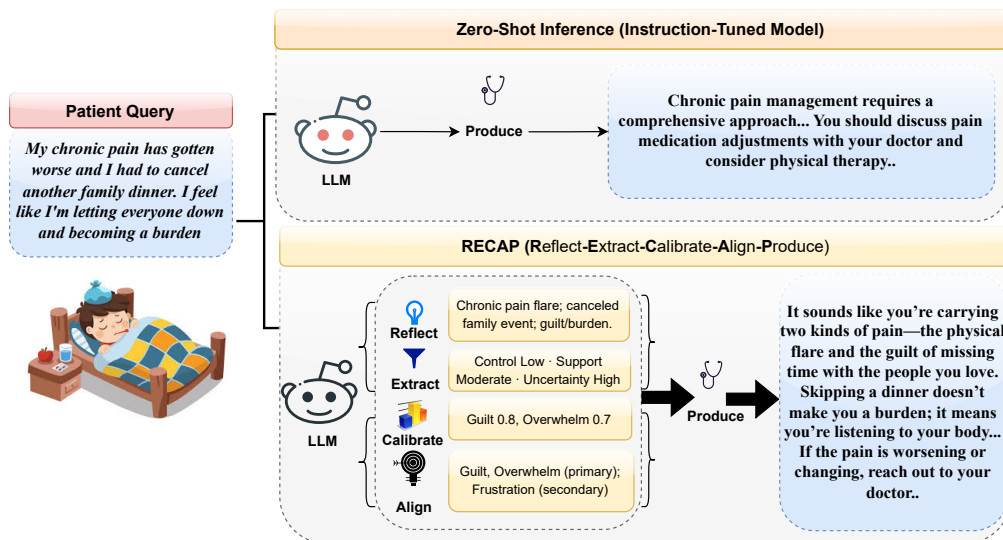 Zero-Shot Inference (Instruction-Tuned Model)
Patient Query
My chronic pain has gotten
worse and I had to cancel
another family dinner. I feel
like I'm letting everyone down
and becoming a burden
LLM
Produce
Chronic pain management requires a
comprehensive approach... You should discuss pain
medication adjustments with your doctor and
consider physical therapy..
RECAP (Reflect-Extract-Calibrate-Align-Produce)
LLM
Reflect
Chronic pain flare; canceled
family event; guilt/burden.
Extract
Control Low · Support
Moderate · Uncertainty High
Calibrate
Guilt 0.8, Overwhelm 0.7
Align
Guilt, Overwhelm (primary);
Frustration (secondary)
Produce
It sounds like you're carrying
two kinds of pain—the physical
flare and the guilt of missing
time with the people you love.
Skipping a dinner doesn't
make you a burden; it means
you're listening to your body...
If the pain is worsening or
changing, reach out to your
doctor..